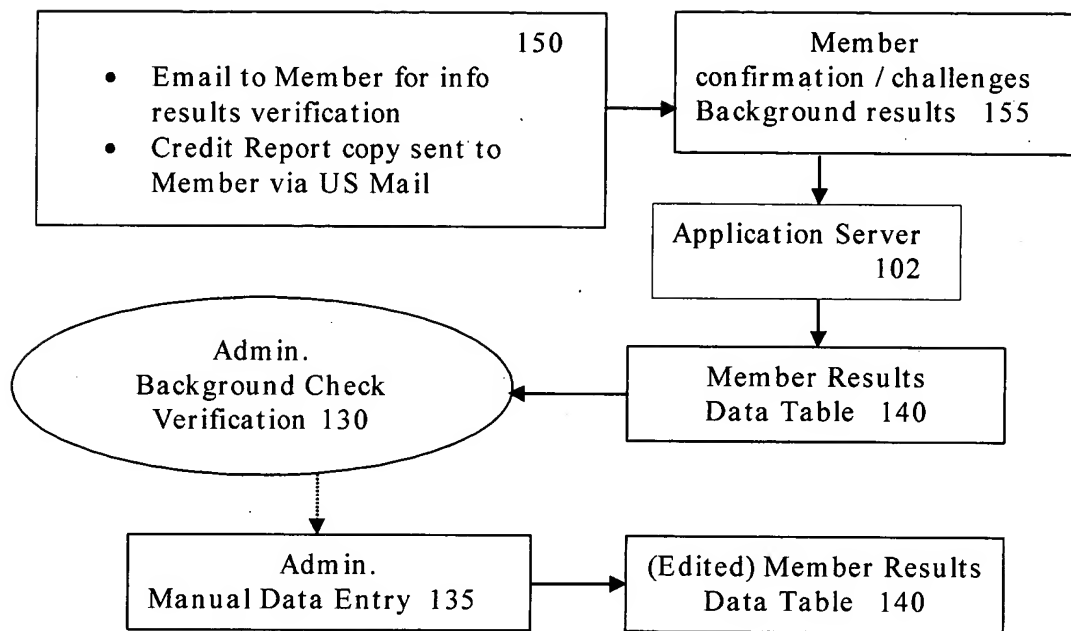 150
• Email to Member for info
results verification
• Credit Report copy sent to
Member via US Mail
Member
confirmation / challenges
Background results 155
Application Server
102
Member Results
Data Table 140
Admin.
Background Check
Verification 130
Admin.
Manual Data Entry 135
(Edited) Member Results
Data Table 140